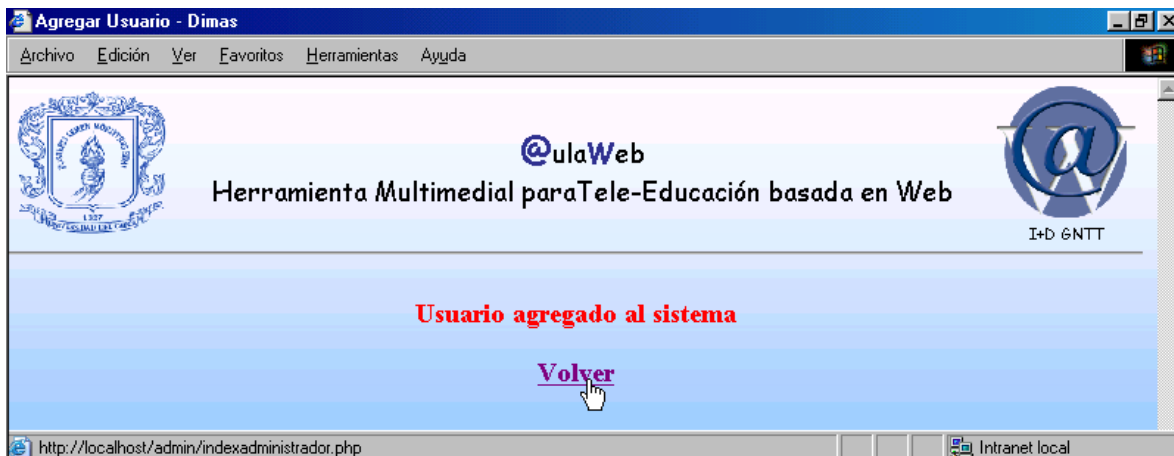 Agregar Usuario - Dimas
Archivo Edición Ver Favoritos Herramientas Ayuda
@ulaWeb
Herramienta Multimedial paraTele-Educación basada en Web
I+D GNTT
1827
Usuario agregado al sistema
Volver
http://localhost/admin/indexadministrador.php
Intranet local